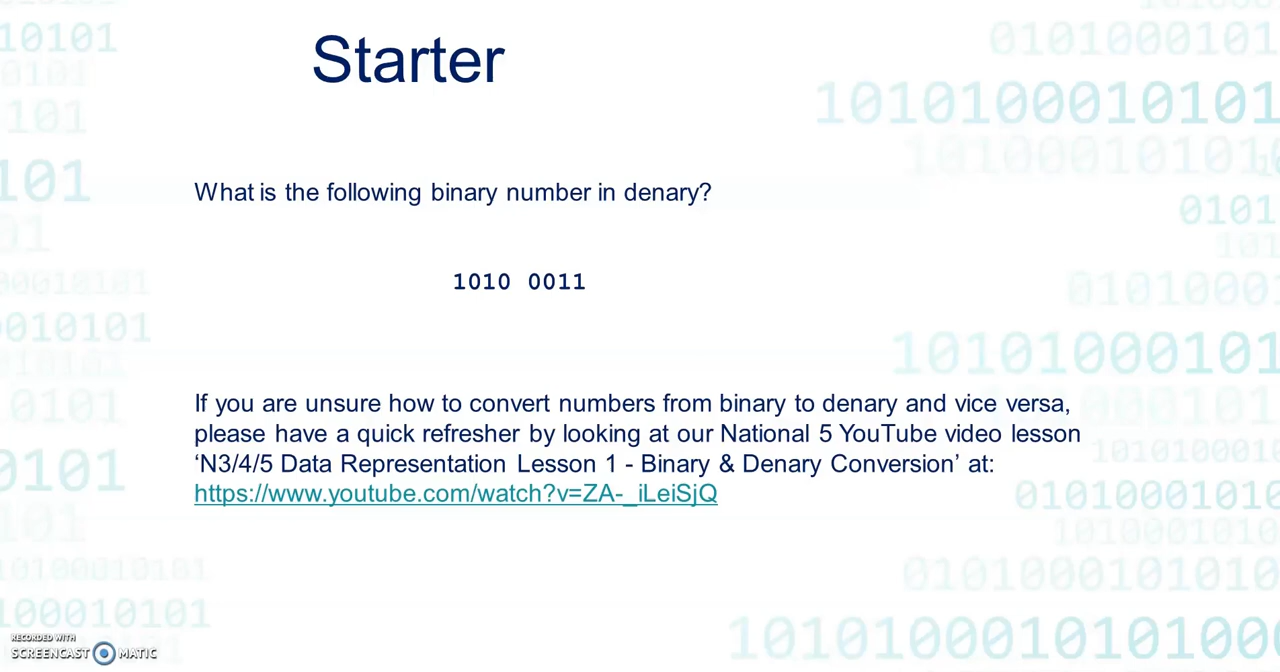 Starter
What is the following binary number in denary?
1010 0011
If you are unsure how to convert numbers from binary to denary and vice versa,
please have a quick refresher by looking at our National 5 YouTube video lesson
‘N3/4/5 Data Representation Lesson 1 - Binary & Denary Conversion’ at:
https://www.youtube.com/watch?v=ZA-_iLeiSjQ
RECORDED WITH
SCREENCAST MATIC